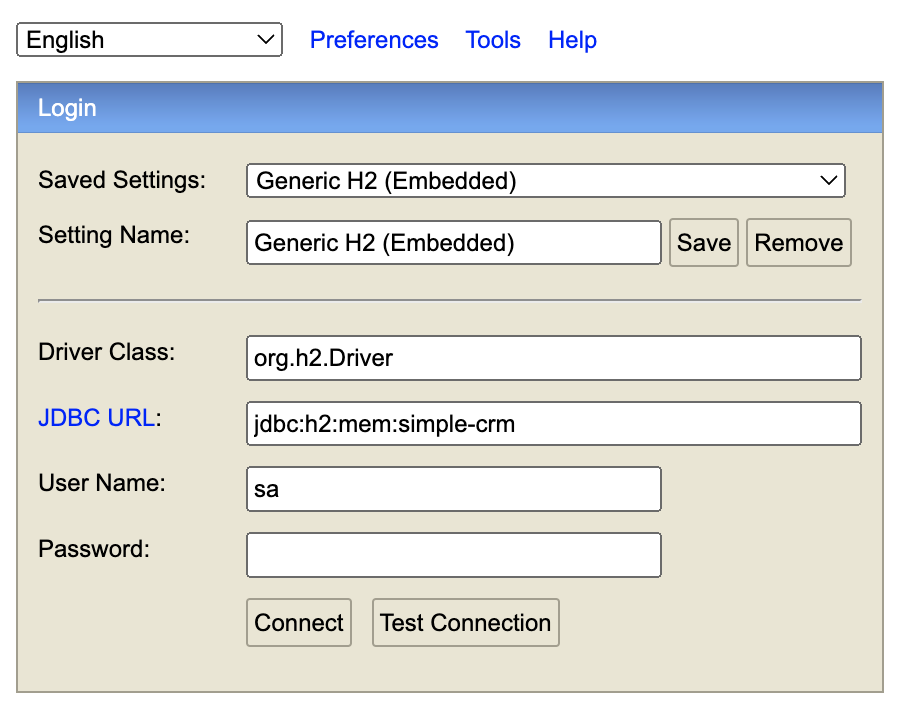 English Preferences Tools Help
Login
Saved Settings: Generic H2 (Embedded)
Setting Name: Generic H2 (Embedded) Save Remove
Driver Class: org.h2.Driver
JDBC URL: jdbc:h2:mem:simple-crm
User Name: sa
Password:
Connect Test Connection